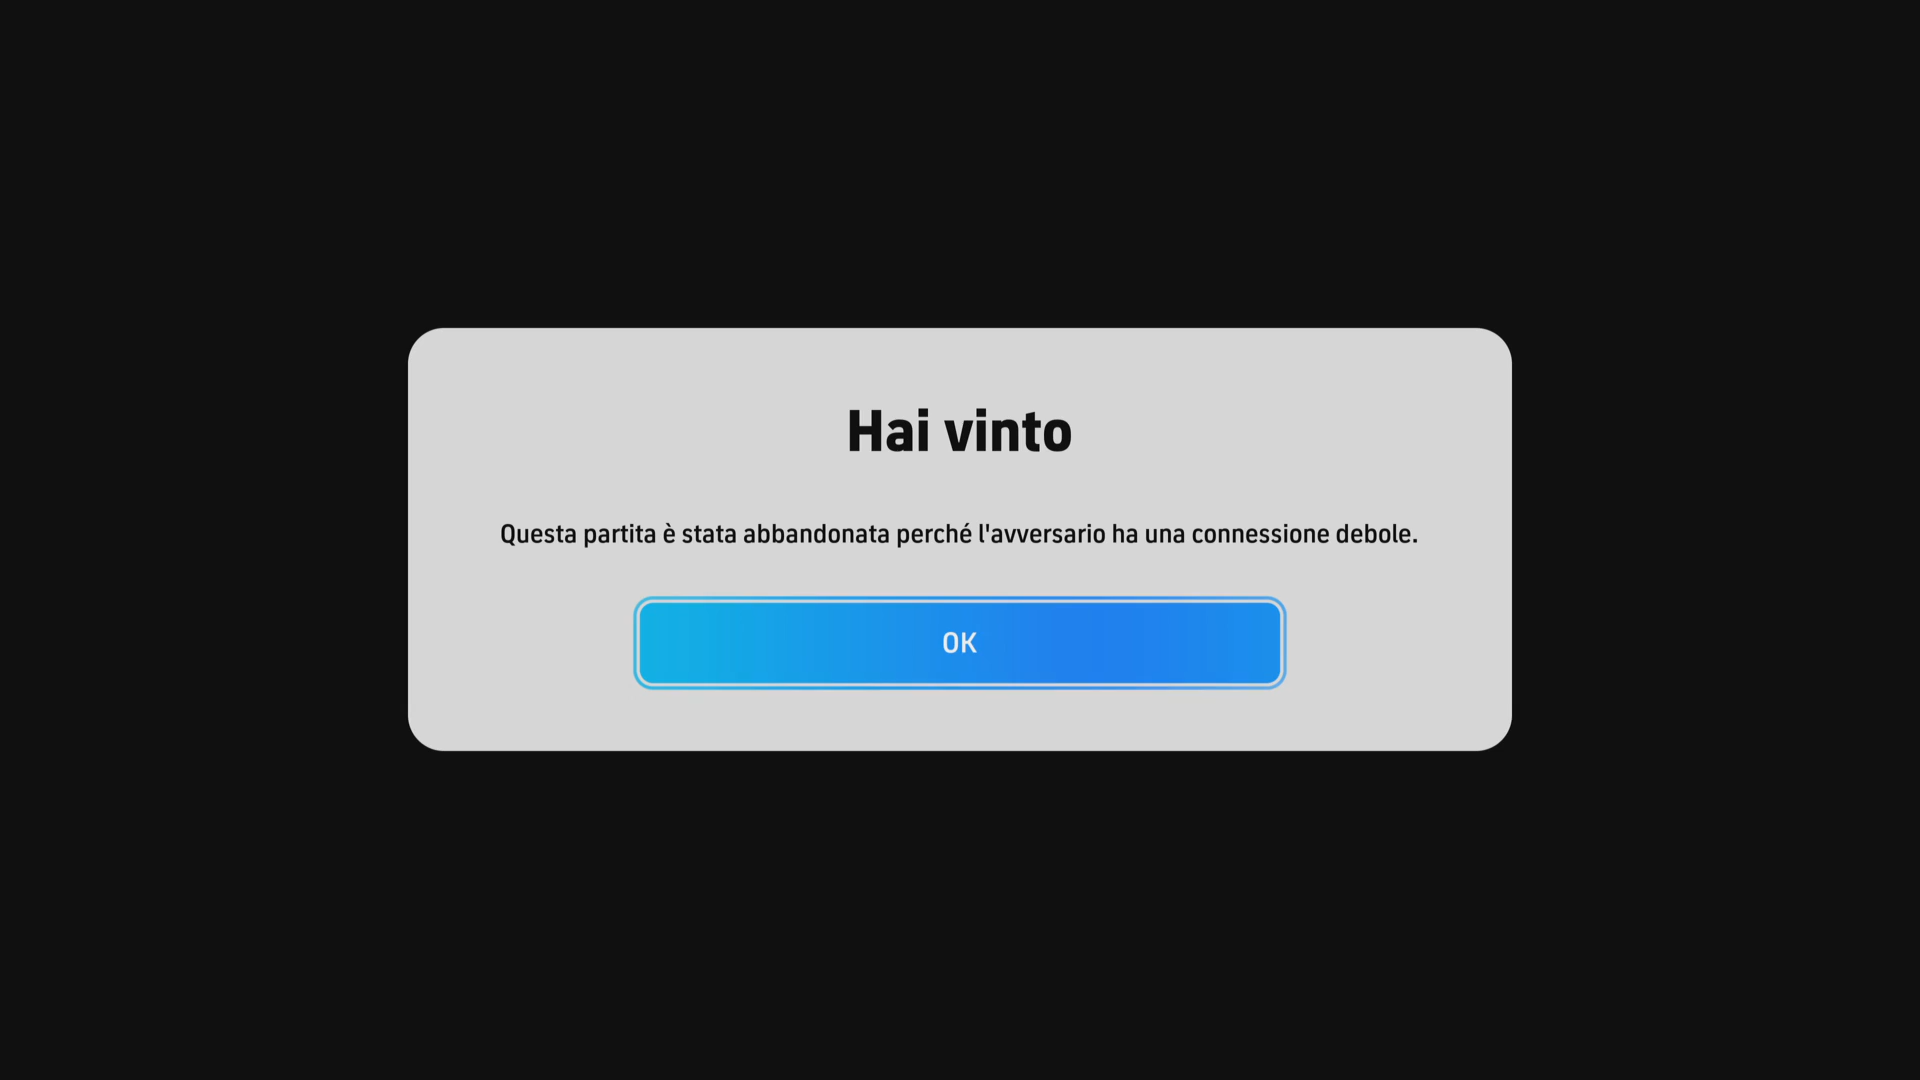 Hai vinto
Questa partita è stata abbandonata perché l'avversario ha una connessione debole.
OK